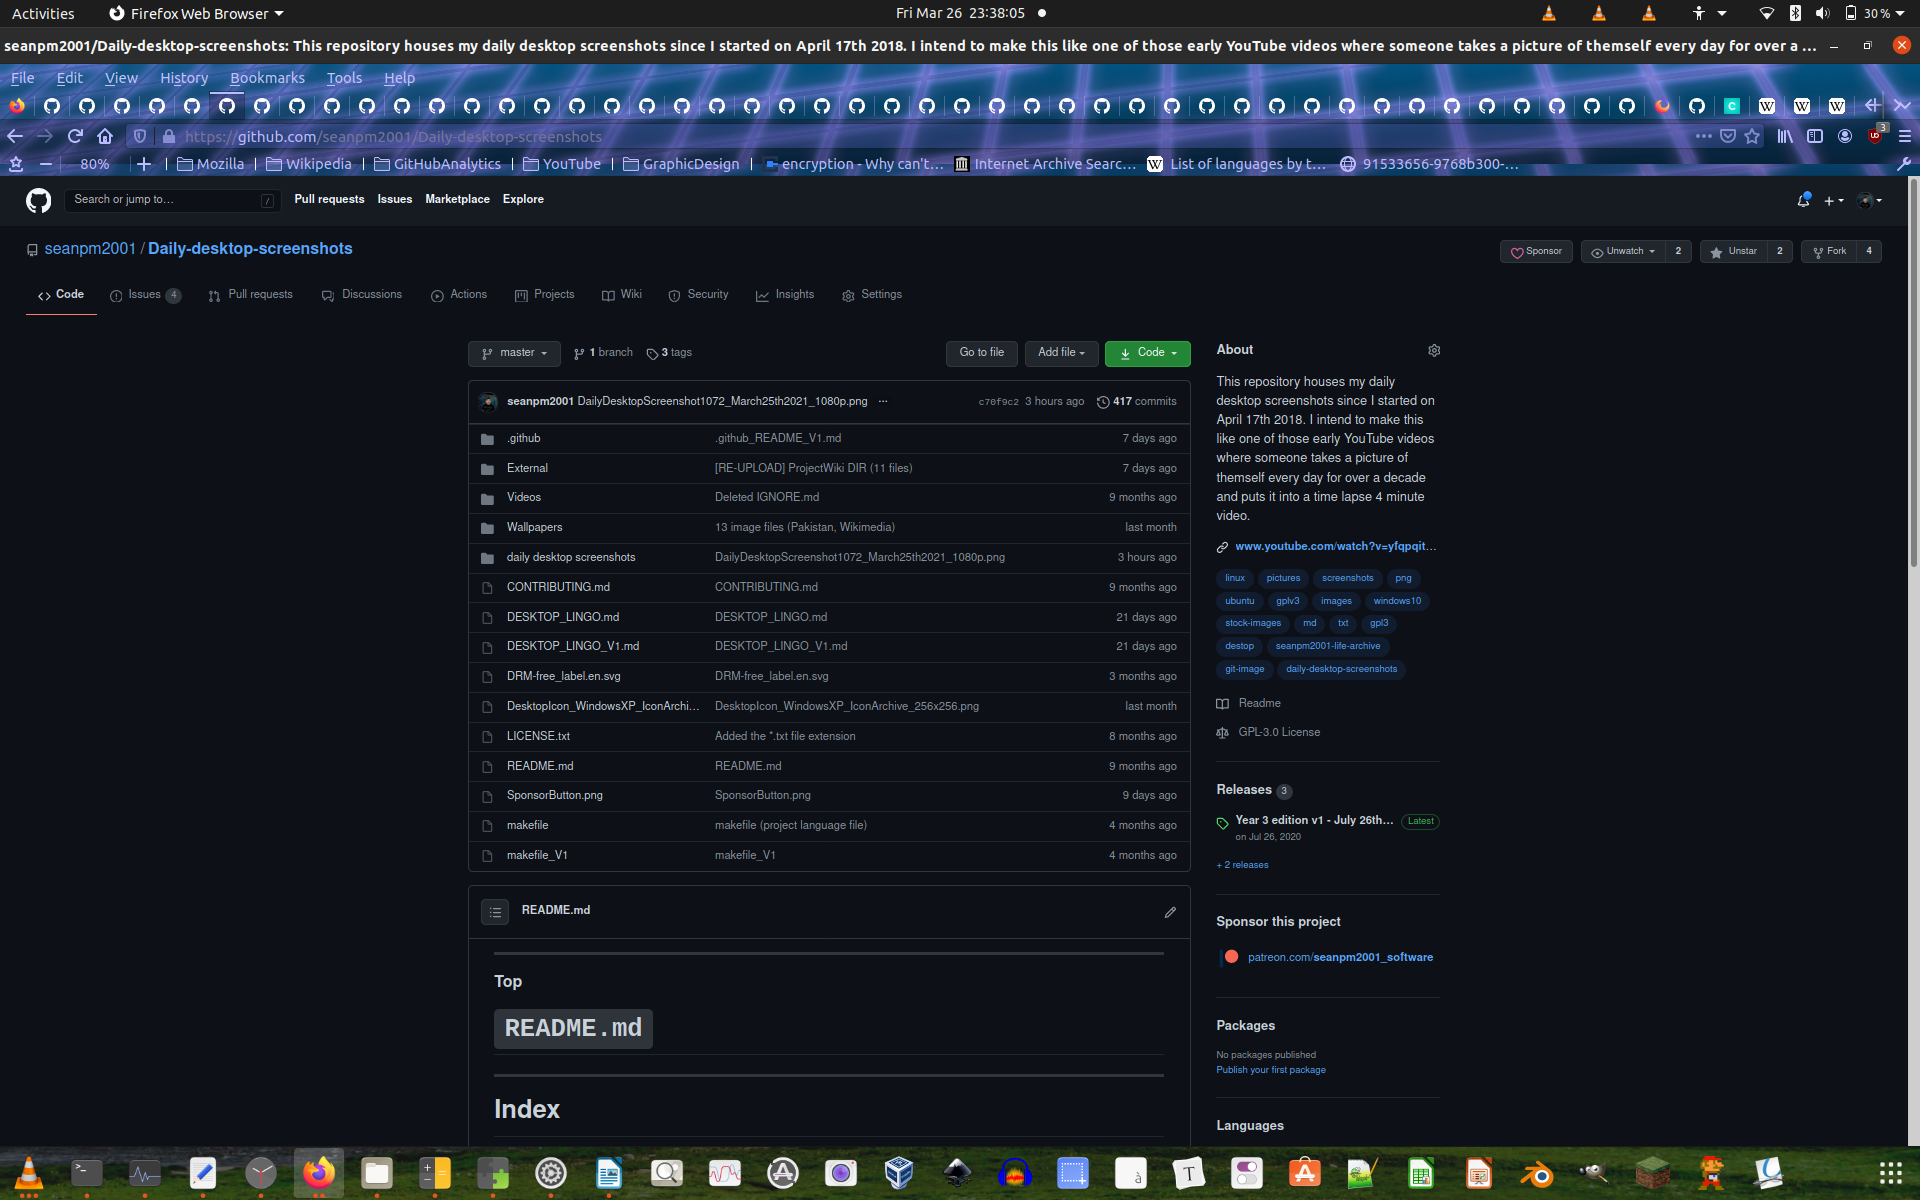 Activities Firefox Web Browser Fri Mar 26 23:38:05 30 %
seanpm2001/Daily-desktop-screenshots: This repository houses my daily desktop screenshots since I started on April 17th 2018. I intend to make this like one of those early YouTube videos where someone takes a picture of themself every day for over a ...
File Edit View History Bookmarks Tools Help
https://github.com/seanpm2001/Daily-desktop-screenshots 3
80% Mozilla Wikipedia GitHubAnalytics YouTube GraphicDesign encryption - Why can't... Internet Archive Searc... List of languages by t... 91533656-9768b300-...
Search or jump to... / Pull requests Issues Marketplace Explore
seanpm2001 / Daily-desktop-screenshots Sponsor Unwatch 2 Unstar 2 Fork 4
Code Issues 4 Pull requests Discussions Actions Projects Wiki Security Insights Settings
master 1 branch 3 tags Go to file Add file Code
seanpm2001 DailyDesktopScreenshot1072_March25th2021_1080p.png ... c70f9c2 3 hours ago 417 commits
.github .github_README_V1.md 7 days ago
External [RE-UPLOAD] ProjectWiki DIR (11 files) 7 days ago
Videos Deleted IGNORE.md 9 months ago
Wallpapers 13 image files (Pakistan, Wikimedia) last month
daily desktop screenshots DailyDesktopScreenshot1072_March25th2021_1080p.png 3 hours ago
CONTRIBUTING.md CONTRIBUTING.md 9 months ago
DESKTOP_LINGO.md DESKTOP_LINGO.md 21 days ago
DESKTOP_LINGO_V1.md DESKTOP_LINGO_V1.md 21 days ago
DRM-free_label.en.svg DRM-free_label.en.svg 3 months ago
DesktopIcon_WindowsXP_IconArchi... DesktopIcon_WindowsXP_IconArchive_256x256.png last month
LICENSE.txt Added the *.txt file extension 8 months ago
README.md README.md 9 months ago
SponsorButton.png SponsorButton.png 9 days ago
makefile makefile (project language file) 4 months ago
makefile_V1 makefile_V1 4 months ago
README.md
Top
README.md
Index
About
This repository houses my daily
desktop screenshots since I started on
April 17th 2018. I intend to make this
like one of those early YouTube videos
where someone takes a picture of
themself every day for over a decade
and puts it into a time lapse 4 minute
video.
www.youtube.com/watch?v=yfqpqit...
linux pictures screenshots png
ubuntu gplv3 images windows10
stock-images md txt gpl3
destop seanpm2001-life-archive
git-image daily-desktop-screenshots
Readme
GPL-3.0 License
Releases 3
Year 3 edition v1 - July 26th... Latest
on Jul 26, 2020
+ 2 releases
Sponsor this project
patreon.com/seanpm2001_software
Packages
No packages published
Publish your first package
Languages